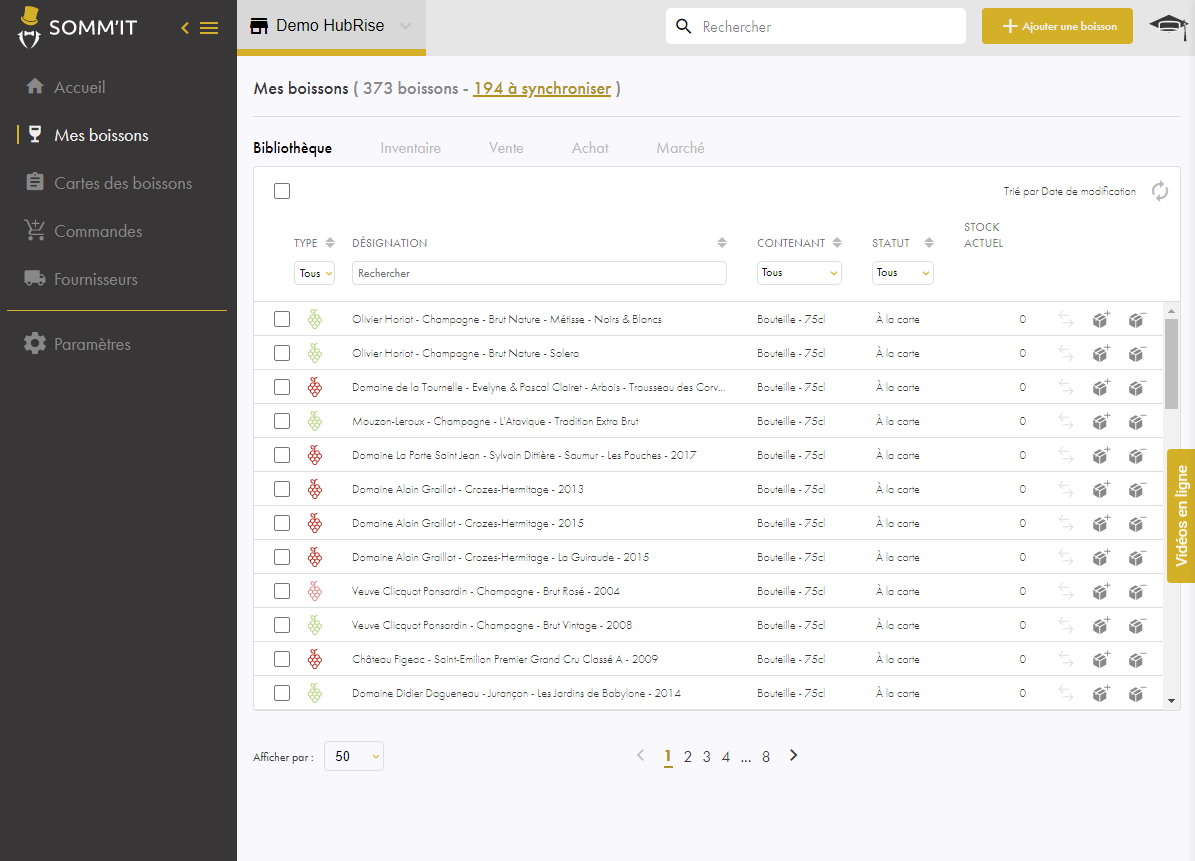 SOMM'IT
Demo HubRise
Rechercher
Ajouter une boisson
Accueil
Mes boissons
Cartes des boissons
Commandes
Fournisseurs
Paramètres
Mes boissons ( 373 boissons - 194 à synchroniser )
Bibliothèque Inventaire Vente Achat Marché
Trié par Date de modification
TYPE DÉSIGNATION CONTENANT STATUT STOCK ACTUEL
Tous Rechercher Tous Tous
Olivier Horiot - Champagne - Brut Nature - Métisse - Noirs & Blancs Bouteille - 75cl À la carte 0
Olivier Horiot - Champagne - Brut Nature - Solera Bouteille - 75cl À la carte 0
Domaine de la Tournelle - Evelyne & Pascal Clairet - Arbois - Trousseau des Corv... Bouteille - 75cl À la carte 0
Mouzon-Leroux - Champagne - L'Atavique - Tradition Extra Brut Bouteille - 75cl À la carte 0
Domaine La Porte Saint Jean - Sylvain Dittière - Saumur - Les Pouches - 2017 Bouteille - 75cl À la carte 0
Domaine Alain Graillot - Crozes-Hermitage - 2013 Bouteille - 75cl À la carte 0
Domaine Alain Graillot - Crozes-Hermitage - 2015 Bouteille - 75cl À la carte 0
Domaine Alain Graillot - Crozes-Hermitage - La Guiraude - 2015 Bouteille - 75cl À la carte 0
Veuve Clicquot Ponsardin - Champagne - Brut Rosé - 2004 Bouteille - 75cl À la carte 0
Veuve Clicquot Ponsardin - Champagne - Brut Vintage - 2008 Bouteille - 75cl À la carte 0
Château Figeac - Saint-Emilion Premier Grand Cru Classé A - 2009 Bouteille - 75cl À la carte 0
Domaine Didier Dagueneau - Jurançon - Les Jardins de Babylone - 2014 Bouteille - 75cl À la carte 0
Vidéos en ligne
Afficher par : 50
1 2 3 4 ... 8